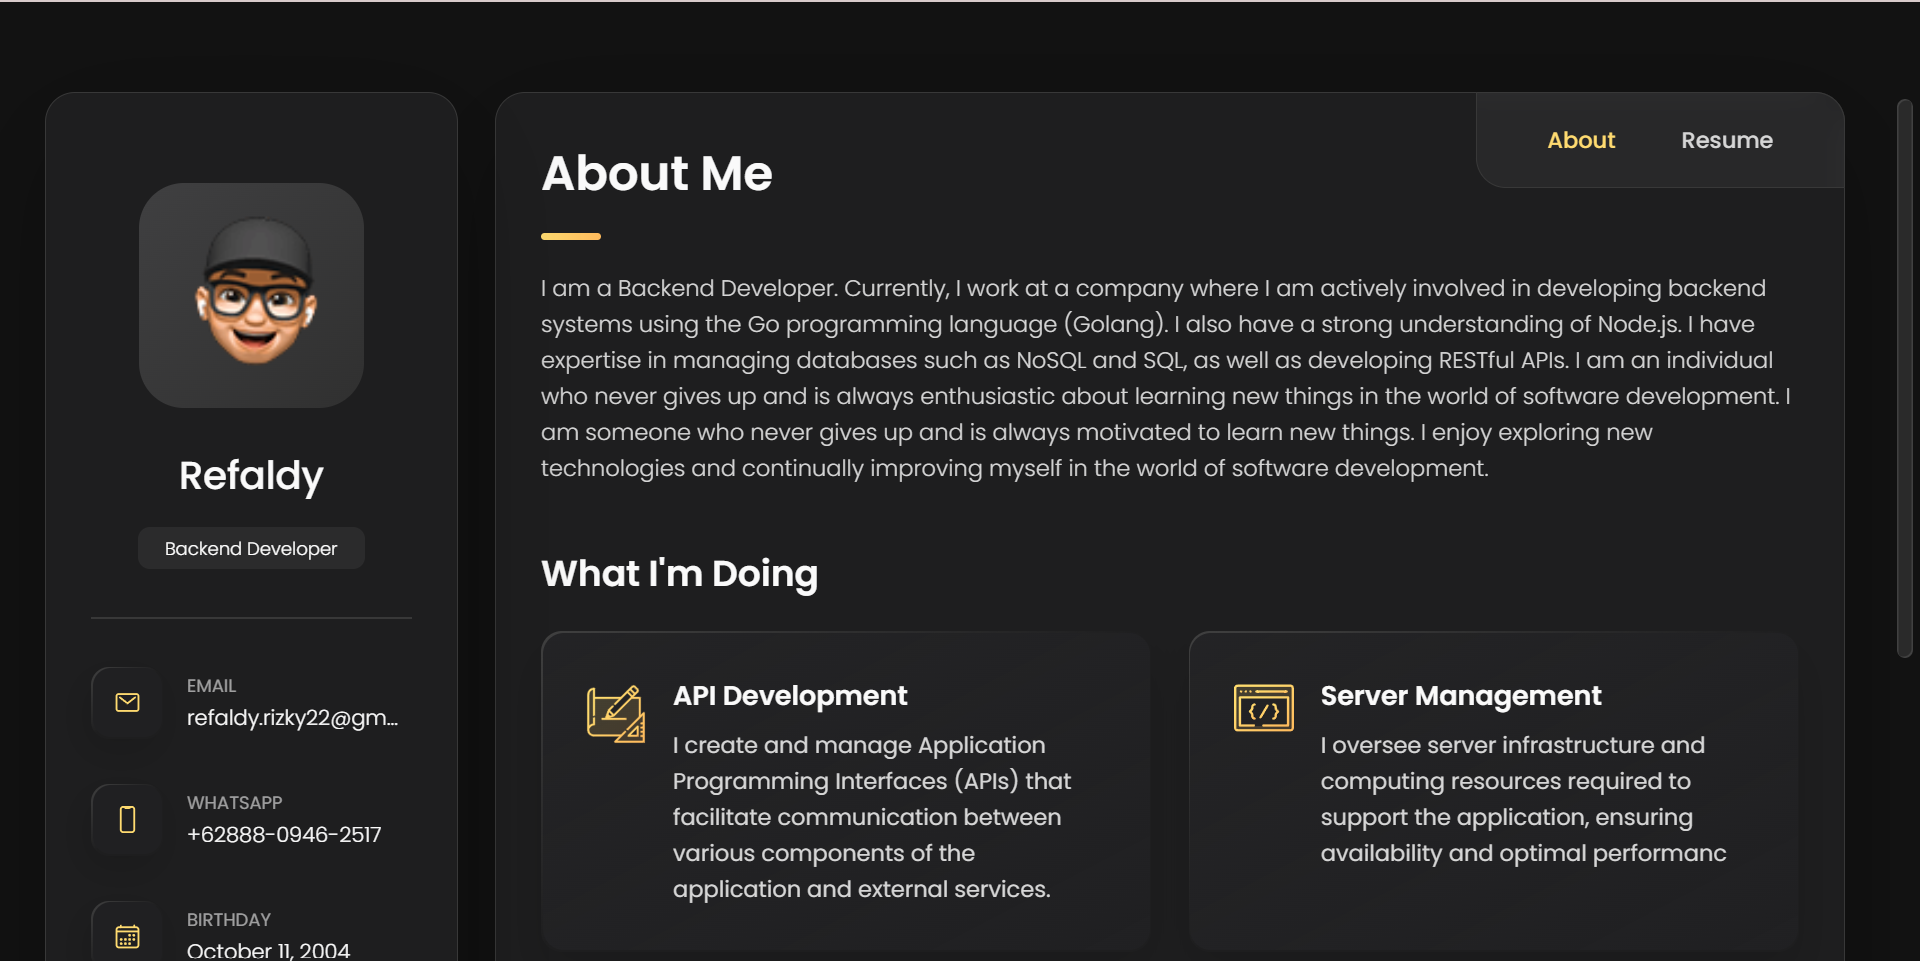 Refaldy
Backend Developer
EMAIL
refaldy.rizky22@gm...
WHATSAPP
+62888-0946-2517
BIRTHDAY
October 11, 2004
About
Resume
About Me
I am a Backend Developer. Currently, I work at a company where I am actively involved in developing backend
systems using the Go programming language (Golang). I also have a strong understanding of Node.js. I have
expertise in managing databases such as NoSQL and SQL, as well as developing RESTful APIs. I am an individual
who never gives up and is always enthusiastic about learning new things in the world of software development. I
am someone who never gives up and is always motivated to learn new things. I enjoy exploring new
technologies and continually improving myself in the world of software development.
What I'm Doing
API Development
I create and manage Application
Programming Interfaces (APIs) that
facilitate communication between
various components of the
application and external services.
Server Management
I oversee server infrastructure and
computing resources required to
support the application, ensuring
availability and optimal performanc